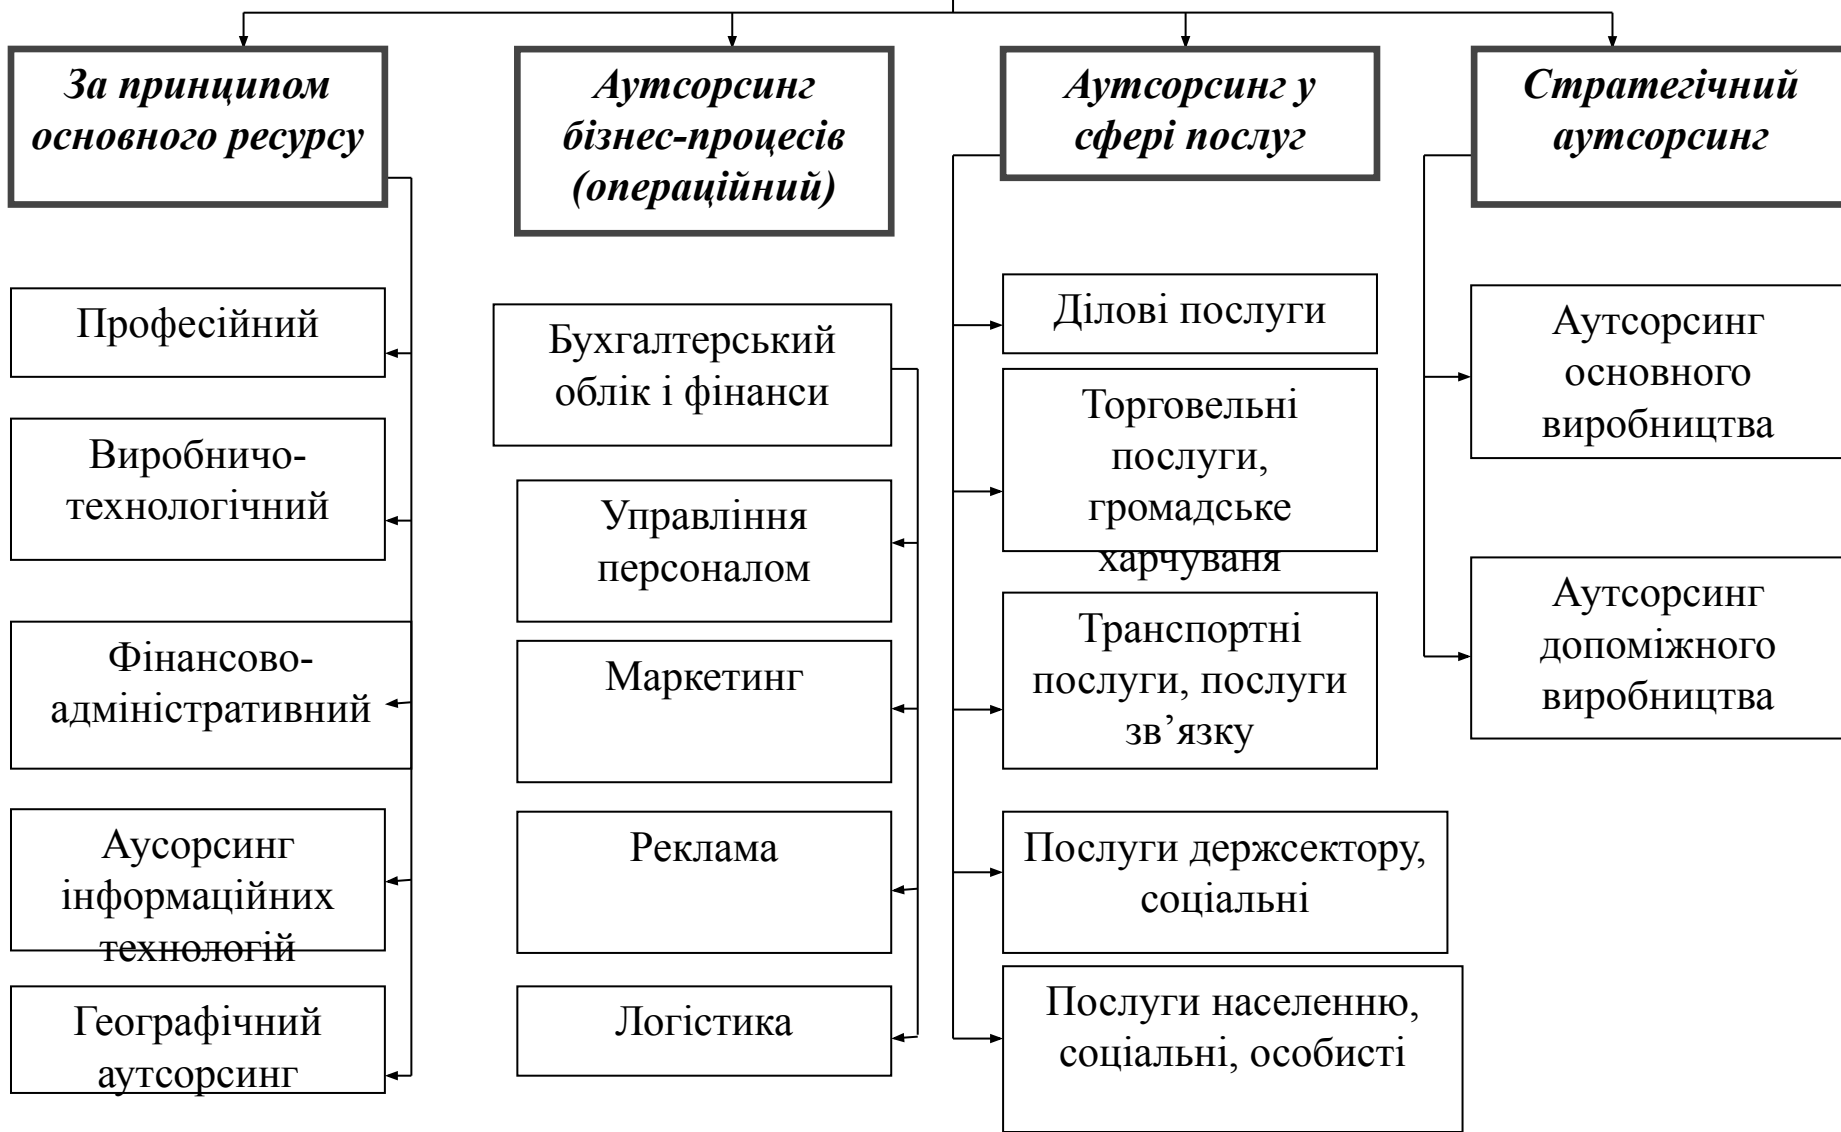 За принципом
основного ресурсу
Професійний
Виробничо-
технологічний
Фінансово-
адміністративний
Аусорсинг
інформаційних
технологій
Географічний
аутсорсинг
Аутсорсинг
бізнес-процесів
(операційний)
Бухгалтерський
облік і фінанси
Управління
персоналом
Маркетинг
Реклама
Логістика
Аутсорсинг у
сфері послуг
Ділові послуги
Торговельні
послуги,
громадське
харчуваня
Транспортні
послуги, послуги
зв’язку
Послуги держсектору,
соціальні
Послуги населенню,
соціальні, особисті
Стратегічний
аутсорсинг
Аутсорсинг
основного
виробництва
Аутсорсинг
допоміжного
виробництва